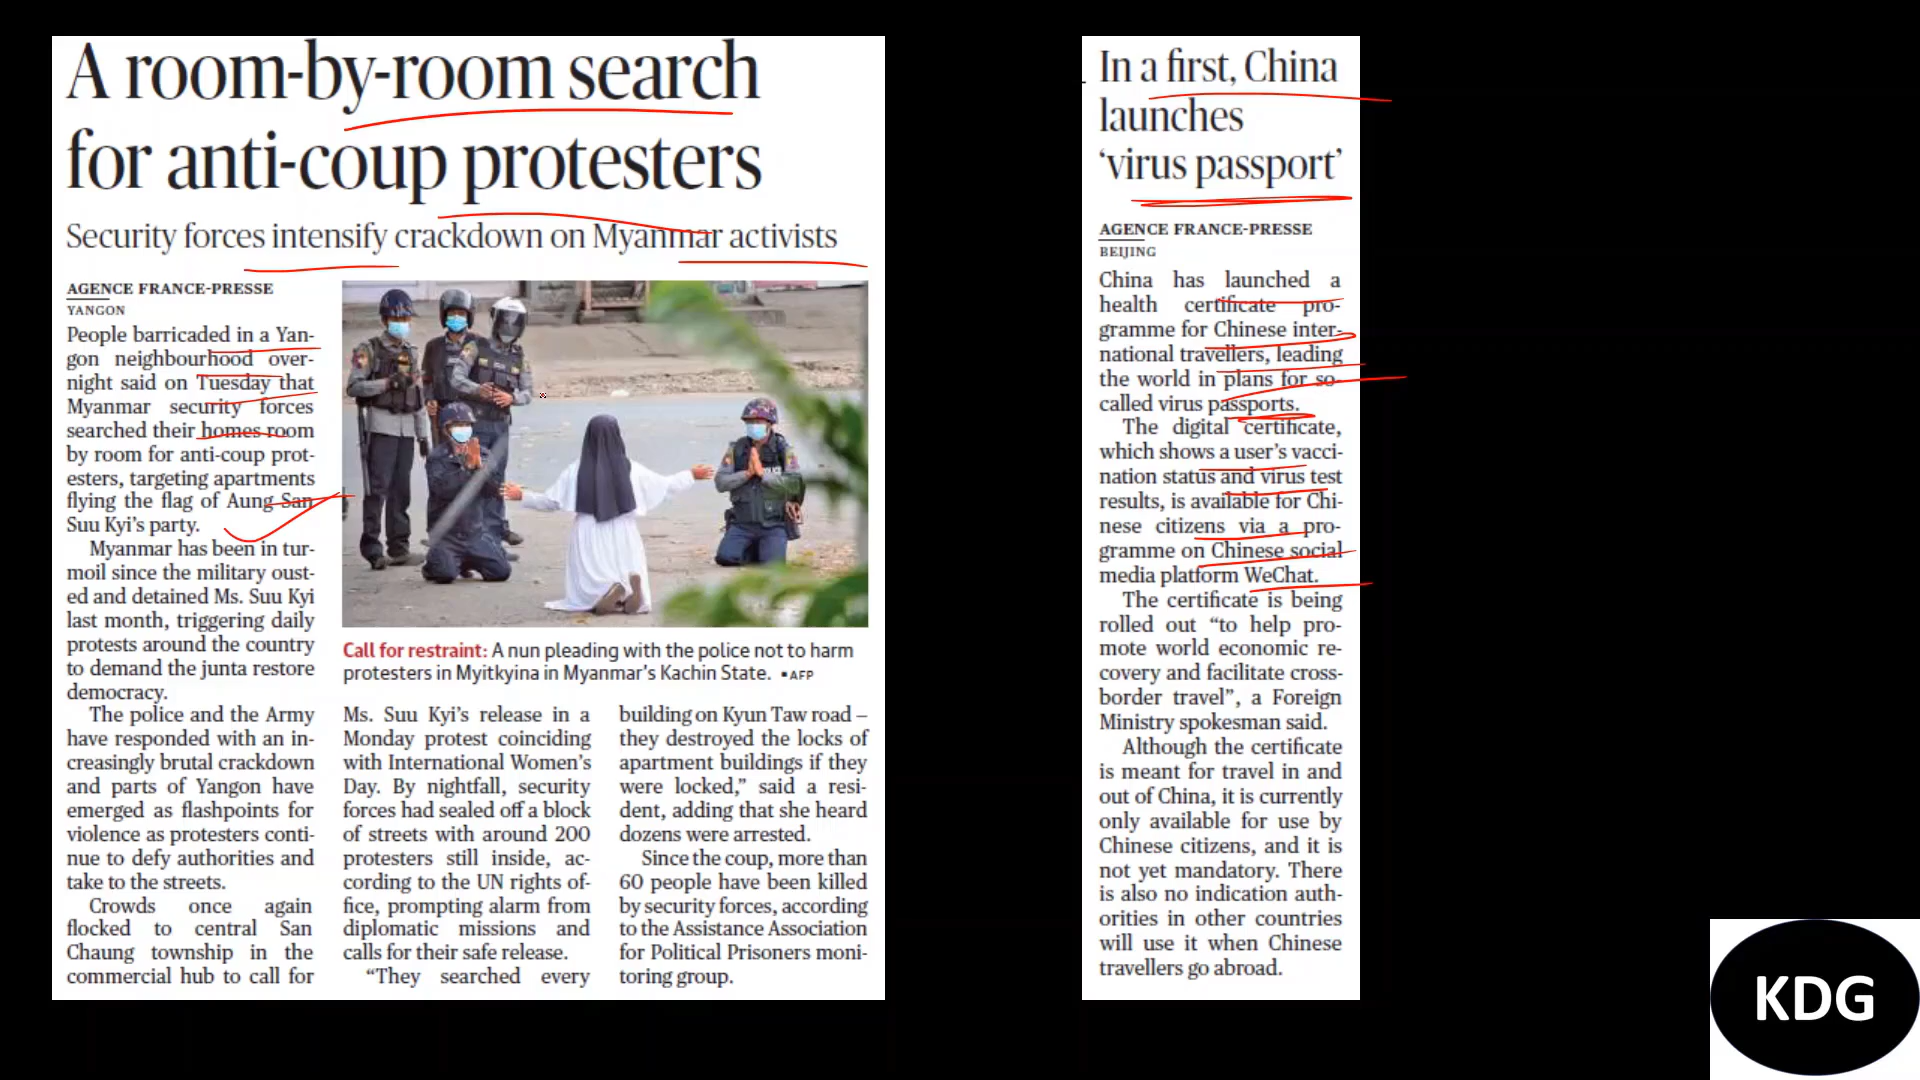 A room-by-room search
for anti-coup protesters
Security forces intensify crackdown on Myanmar activists
AGENCE FRANCE-PRESSE
YANGON
People barricaded in a Yan-
gon neighbourhood over-
night said on Tuesday that
Myanmar security forces
searched their homes room
by room for anti-coup prot-
esters, targeting apartments
flying the flag of Aung San
Suu Kyi's party.
Myanmar has been in tur-
moil since the military oust-
ed and detained Ms. Suu Kyi
last month, triggering daily
protests around the country
to demand the junta restore
democracy.
The police and the Army
have responded with an in-
creasingly brutal crackdown
and parts of Yangon have
emerged as flashpoints for
violence as protesters conti-
nue to defy authorities and
take to the streets.
Crowds once again
flocked to central San
Chaung township in the
commercial hub to call for
Call for restraint: A nun pleading with the police not to harm
protesters in Myitkyina in Myanmar's Kachin State. ▪AFP
Ms. Suu Kyi's release in a
Monday protest coinciding
with International Women's
Day. By nightfall, security
forces had sealed off a block
of streets with around 200
protesters still inside, ac-
cording to the UN rights of-
fice, prompting alarm from
diplomatic missions and
calls for their safe release.
“They searched every
building on Kyun Taw road –
they destroyed the locks of
apartment buildings if they
were locked,” said a resi-
dent, adding that she heard
dozens were arrested.
Since the coup, more than
60 people have been killed
by security forces, according
to the Assistance Association
for Political Prisoners moni-
toring group.
In a first, China
launches
‘virus passport’
AGENCE FRANCE-PRESSE
BEIJING
China has launched a
health certificate pro-
gramme for Chinese inter-
national travellers, leading
the world in plans for so-
called virus passports.
The digital certificate,
which shows a user's vacci-
nation status and virus test
results, is available for Chi-
nese citizens via a pro-
gramme on Chinese social
media platform WeChat.
The certificate is being
rolled out “to help pro-
mote world economic re-
covery and facilitate cross-
border travel”, a Foreign
Ministry spokesman said.
Although the certificate
is meant for travel in and
out of China, it is currently
only available for use by
Chinese citizens, and it is
not yet mandatory. There
is also no indication auth-
orities in other countries
will use it when Chinese
travellers go abroad.
KDG